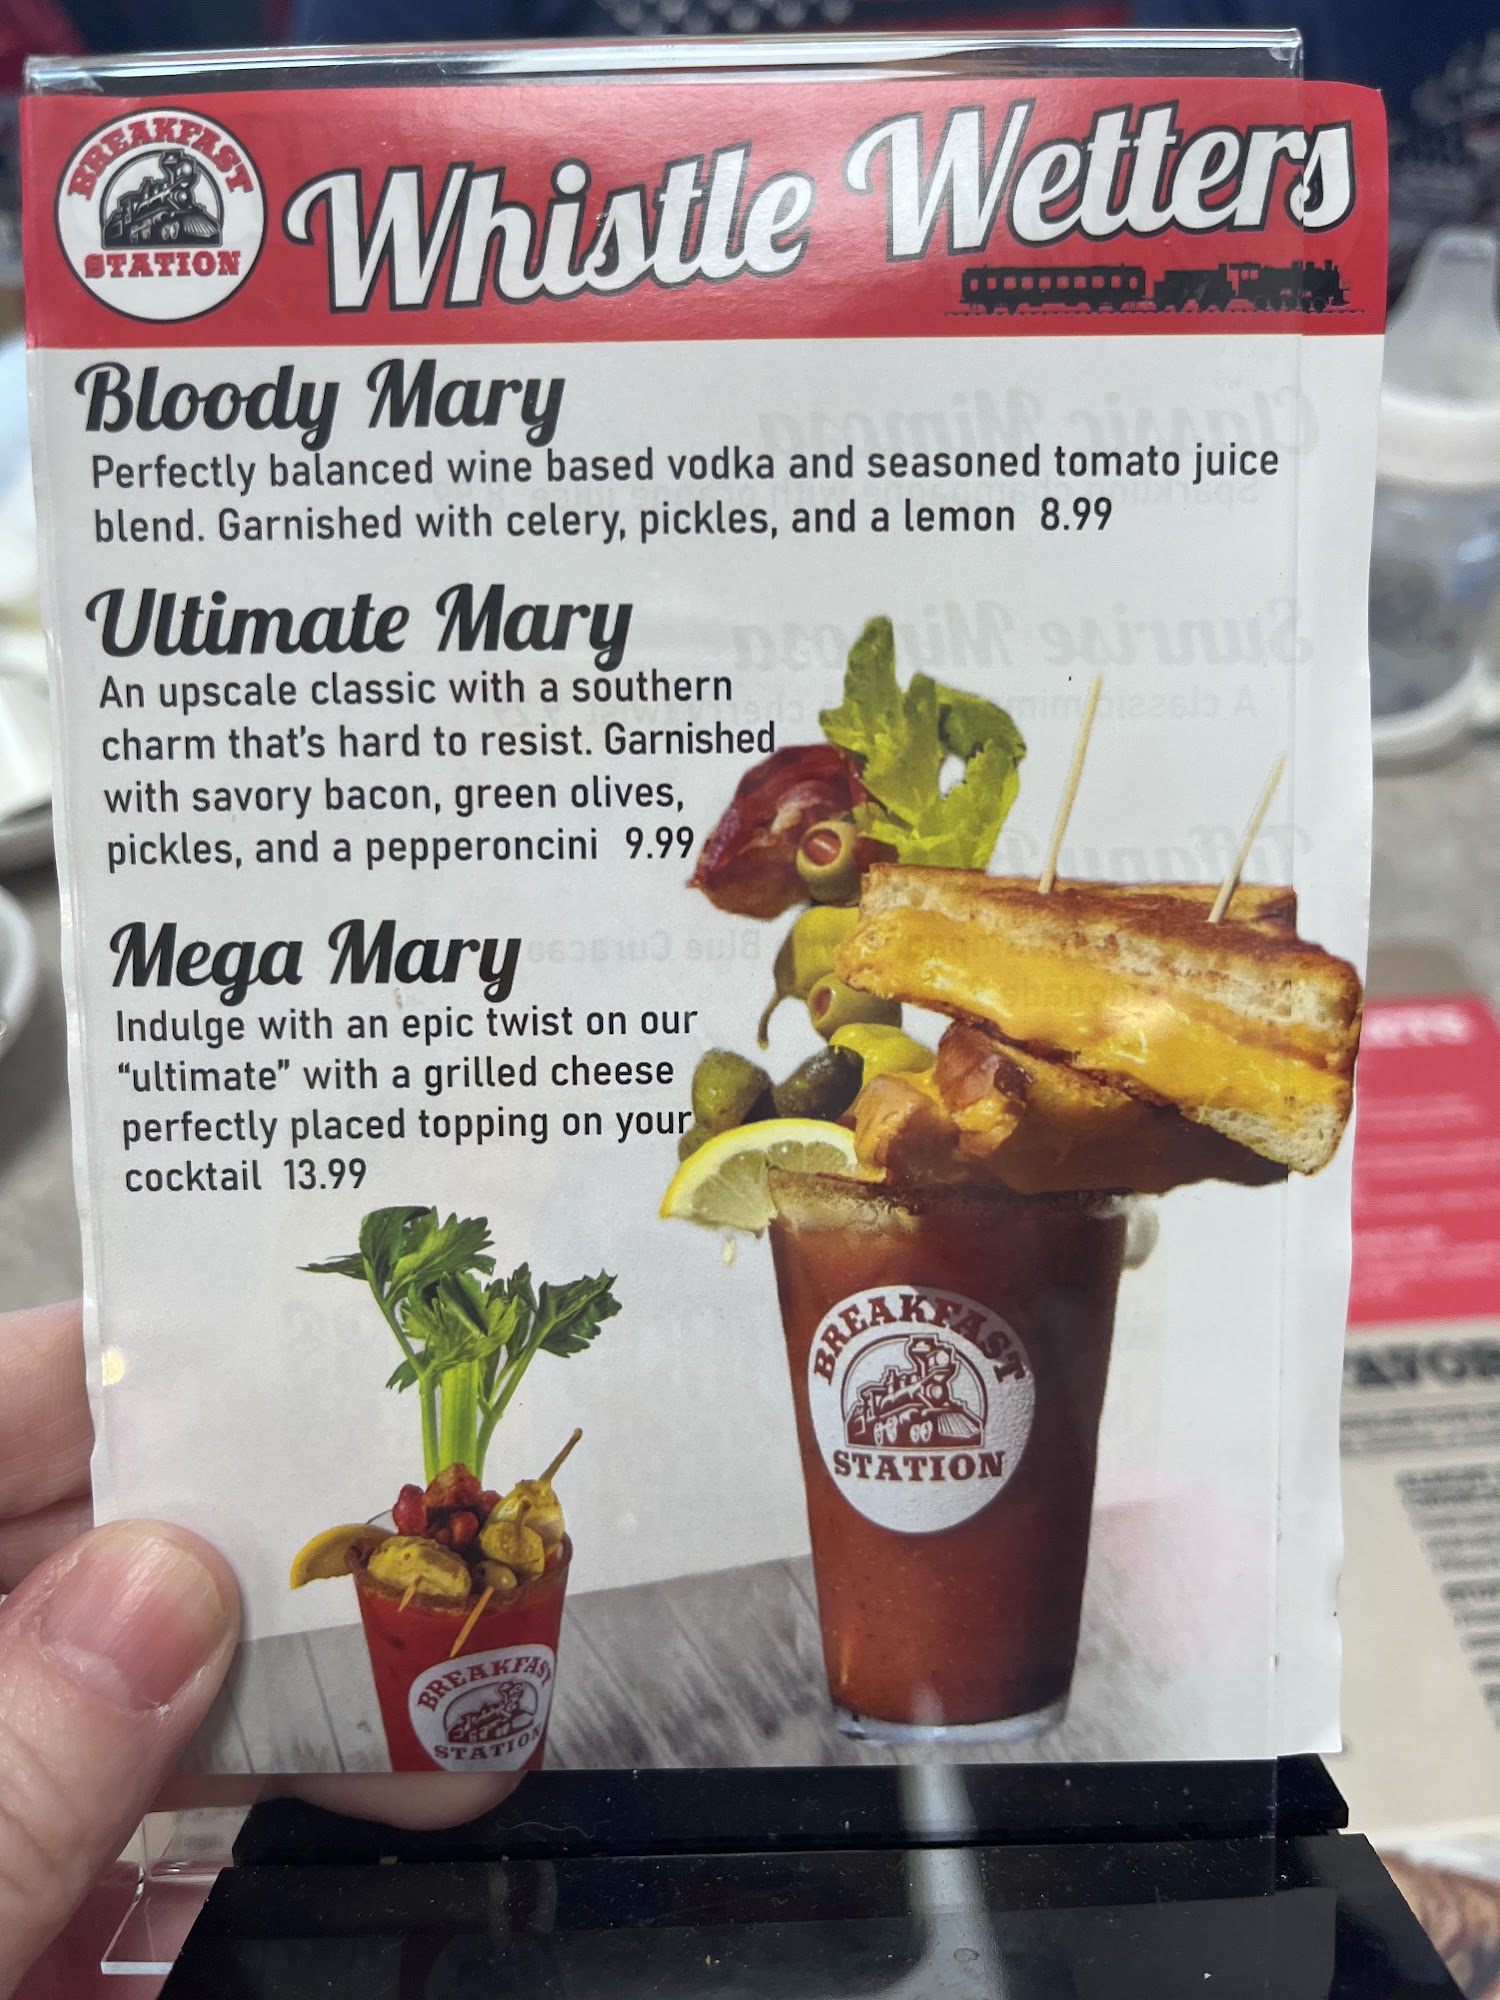 BREAKFAST
STATION
Whistle Wetters
Bloody Mary
Perfectly balanced wine based vodka and seasoned tomato juice
blend. Garnished with celery, pickles, and a lemon 8.99
Ultimate Mary
An upscale classic with a southern
charm that's hard to resist. Garnished
with savory bacon, green olives,
pickles, and a pepperoncini 9.99
Mega Mary
Indulge with an epic twist on our
“ultimate” with a grilled cheese
perfectly placed topping on your
cocktail 13.99
BREAKFAST
STATION
BREAKFAST
STATION